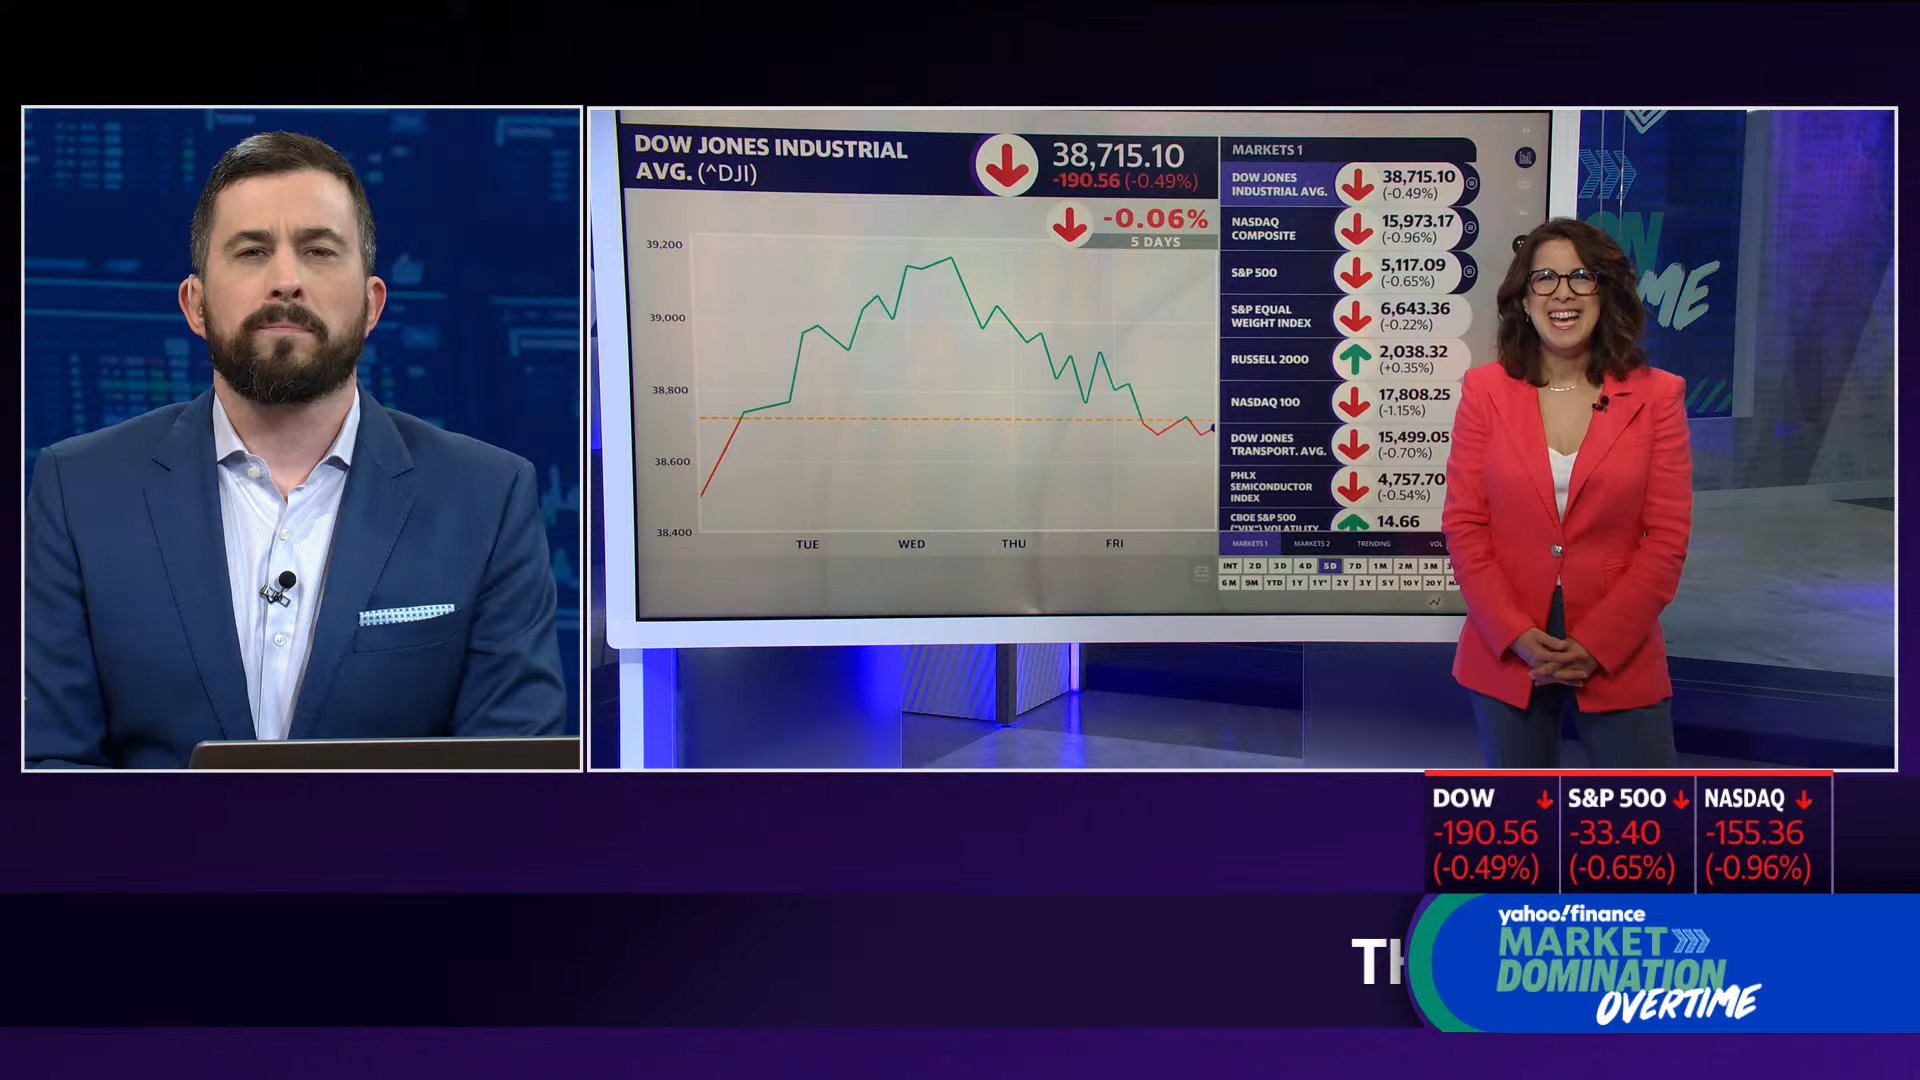 DOW JONES INDUSTRIAL
AVG. (^DJI)
38,715.10
-190.56 (-0.49%)
-0.06%
5 DAYS
39,200
39,000
38,800
38,600
38,400
TUE WED THU FRI
MARKETS 1
DOW JONES
INDUSTRIAL AVG.
38,715.10
(-0.49%)
NASDAQ
COMPOSITE
15,973.17
(-0.96%)
S&P 500
5,117.09
(-0.65%)
S&P EQUAL
WEIGHT INDEX
6,643.36
(-0.22%)
RUSSELL 2000
2,038.32
(+0.35%)
NASDAQ 100
17,808.25
(-1.15%)
DOW JONES
TRANSPORT. AVG.
15,499.05
(-0.70%)
PHLX
SEMICONDUCTOR
INDEX
4,757.70
(-0.54%)
CBOE S&P 500
("VIX") VOLATILITY
14.66
MARKETS 1 MARKETS 2 TRENDING VOL
INT 2D 3D 4D 5D 7D 1M 2M 3M
6M 9M YTD 1Y 1Y* 2Y 3Y 5Y 10Y 20Y
ON
ME
DOW
-190.56
(-0.49%)
S&P 500
-33.40
(-0.65%)
NASDAQ
-155.36
(-0.96%)
TH
yahoo!finance
MARKET
DOMINATION
OVERTIME